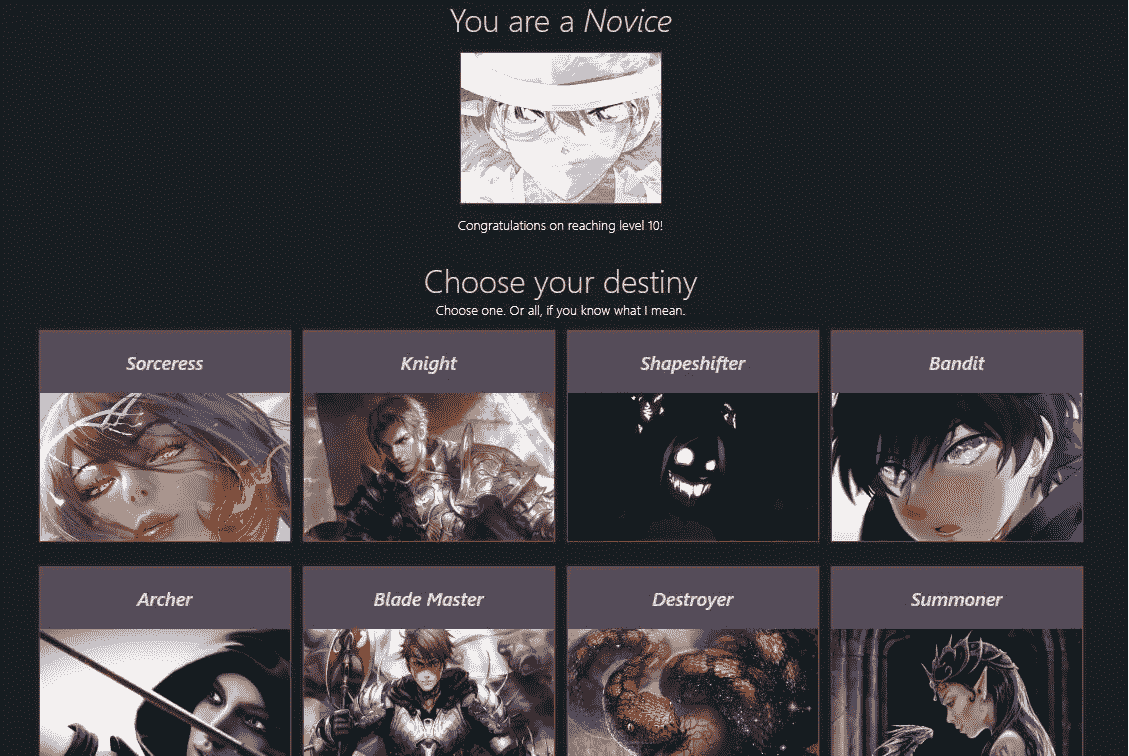 You are a Novice
Congratulations on reaching level 10!
Choose your destiny
Choose one. Or all, if you know what I mean.
Sorceress
Knight
Shapeshifter
Bandit
Archer
Blade Master
Destroyer
Summoner